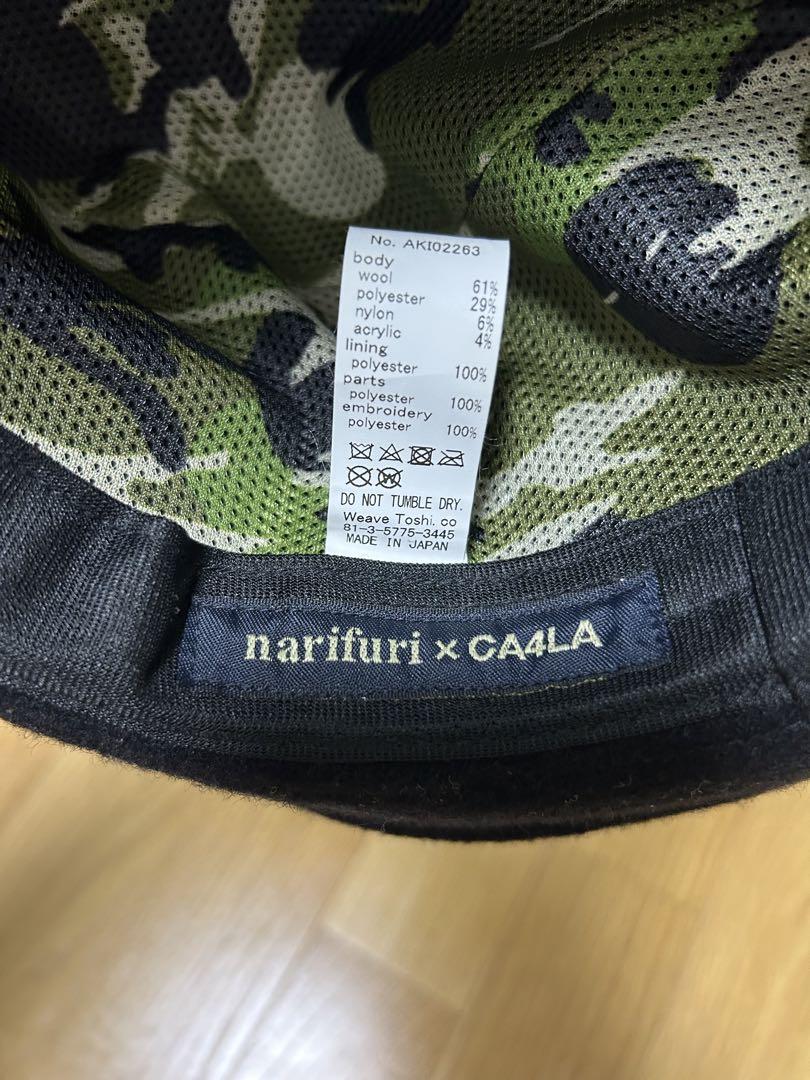 No. AKI02263
body
wool 61%
polyester 29%
nylon 6%
acrylic 4%
lining
polyester 100%
parts
polyester 100%
embroidery
polyester 100%
DO NOT TUMBLE DRY.
Weave Toshi. co
81-3-5775-3445
MADE IN JAPAN
narifuri × CA4LA